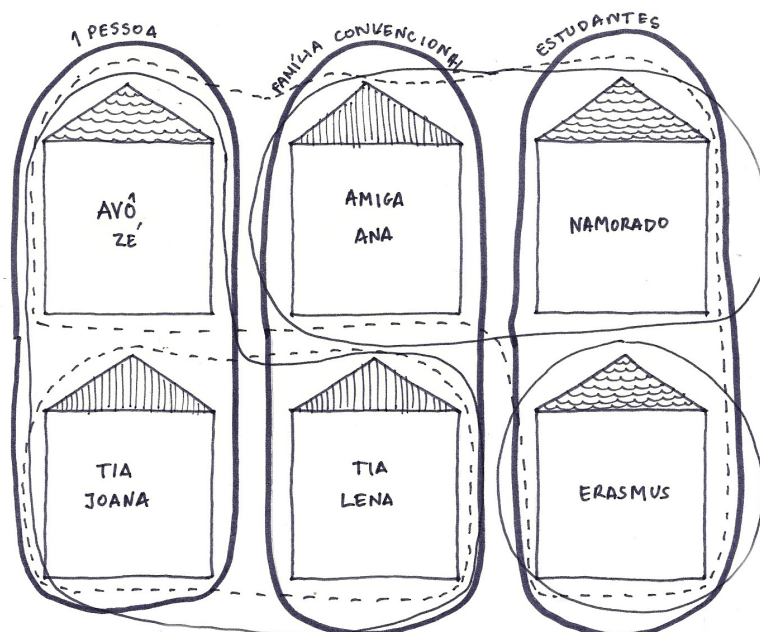 1 PESSOA
FAMÍLIA CONVENCIONAL
ESTUDANTES
AVÔ
ZÉ
AMIGA
ANA
NAMORADO
TIA
JOANA
TIA
LENA
ERASMUS